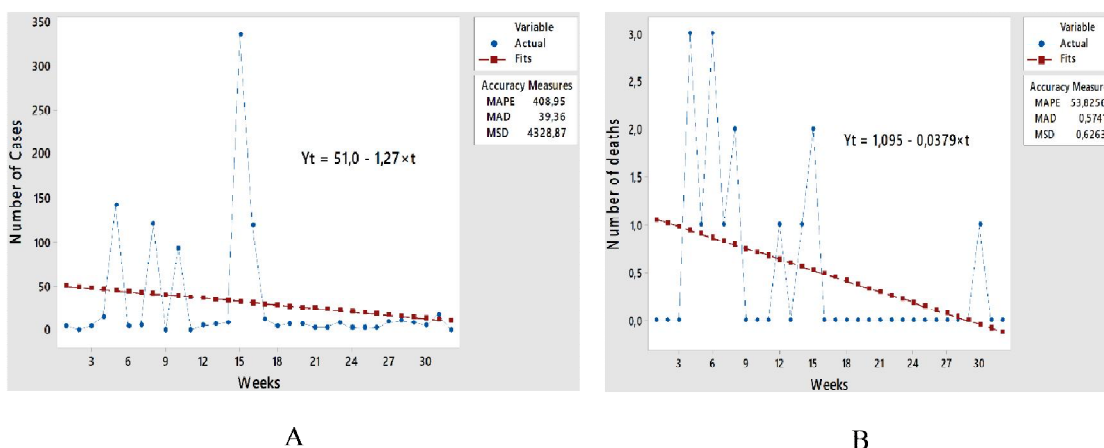 350
300
250
200
150
100
50
0
Number of Cases
3 6 9 12 15 18 21 24 27 30
Weeks
Yt = 51,0 - 1,27×t
Variable
Actual
Fits
Accuracy Measures
MAPE 408,95
MAD 39,36
MSD 4328,87
A
3,0
2,5
2,0
1,5
1,0
0,5
0,0
Number of deaths
3 6 9 12 15 18 21 24 27 30
Weeks
Yt = 1,095 - 0,0379×t
Variable
Actual
Fits
Accuracy Measure
MAPE 53,825
MAD 0,574
MSD 0,6263
B